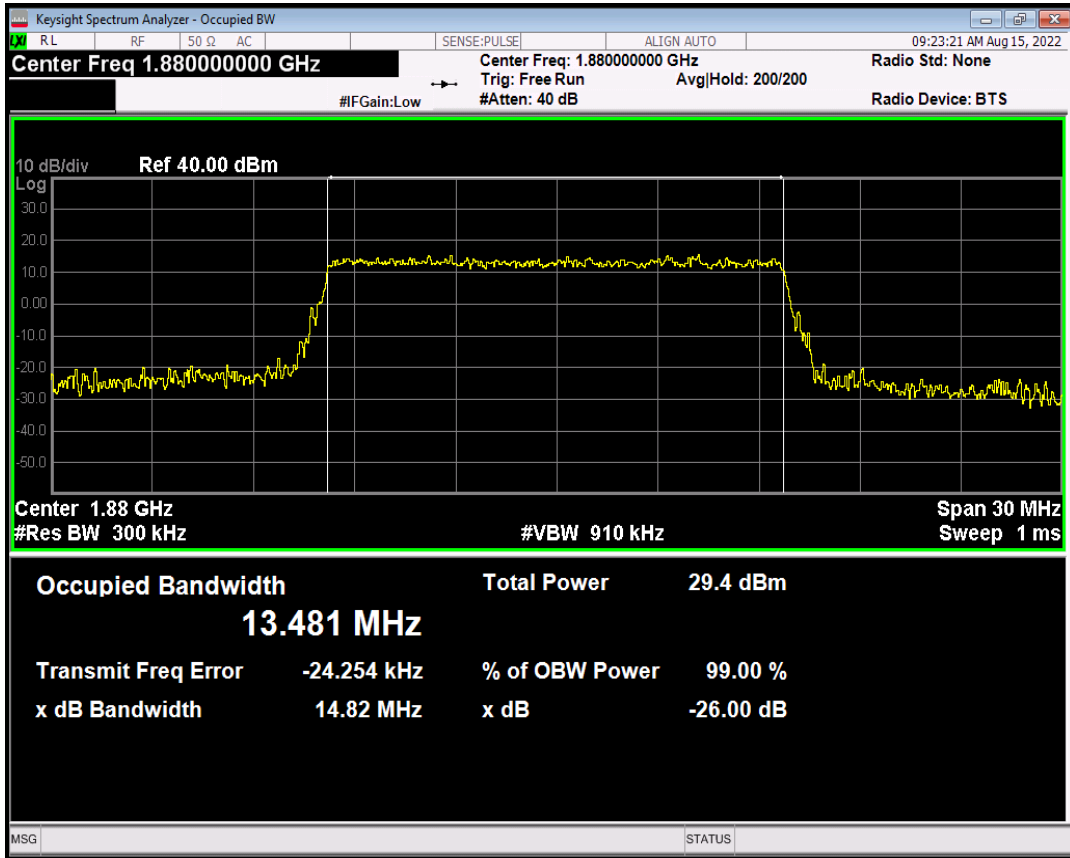 Keysight Spectrum Analyzer - Occupied BW
LXI RL RF 50 Ω AC SENSE:PULSE ALIGN AUTO 09:23:21 AM Aug 15, 2022
Center Freq 1.880000000 GHz Center Freq: 1.880000000 GHz Radio Std: None
Trig: Free Run Avg|Hold: 200/200
#IFGain:Low #Atten: 40 dB Radio Device: BTS
10 dB/div Ref 40.00 dBm
Log
30.0
20.0
10.0
0.00
-10.0
-20.0
-30.0
-40.0
-50.0
Center 1.88 GHz Span 30 MHz
#Res BW 300 kHz #VBW 910 kHz Sweep 1 ms
Occupied Bandwidth Total Power 29.4 dBm
13.481 MHz
Transmit Freq Error -24.254 kHz % of OBW Power 99.00 %
x dB Bandwidth 14.82 MHz x dB -26.00 dB
MSG STATUS